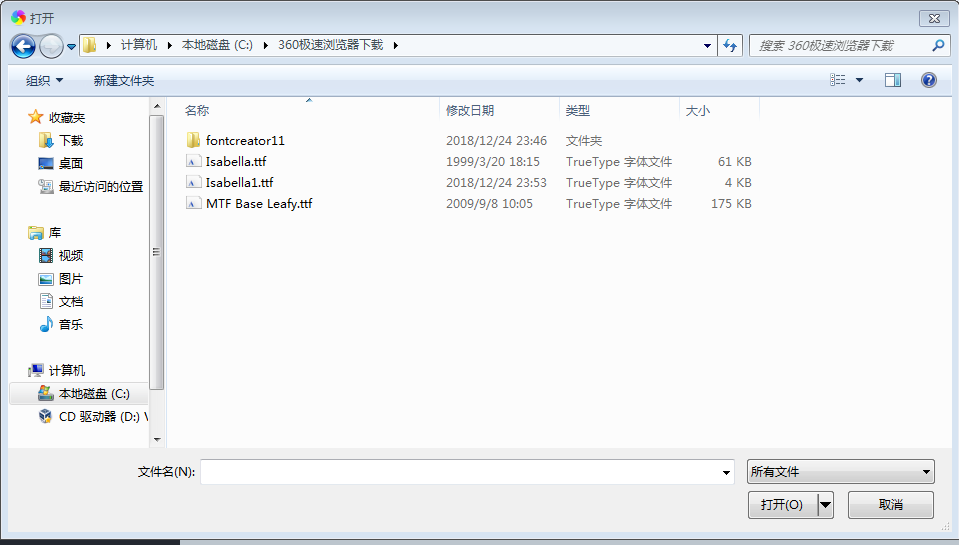 打开
计算机 本地磁盘 (C:) 360极速浏览器下载
搜索 360极速浏览器下载
组织 新建文件夹
名称 修改日期 类型 大小
fontcreator11 2018/12/24 23:46 文件夹
Isabella.ttf 1999/3/20 18:15 TrueType 字体文件 61 KB
Isabella1.ttf 2018/12/24 23:53 TrueType 字体文件 4 KB
MTF Base Leafy.ttf 2009/9/8 10:05 TrueType 字体文件 175 KB
收藏夹
下载
桌面
最近访问的位置
库
视频
图片
文档
音乐
计算机
本地磁盘 (C:)
CD 驱动器 (D:) V
文件名(N):
所有文件
打开(O)
取消